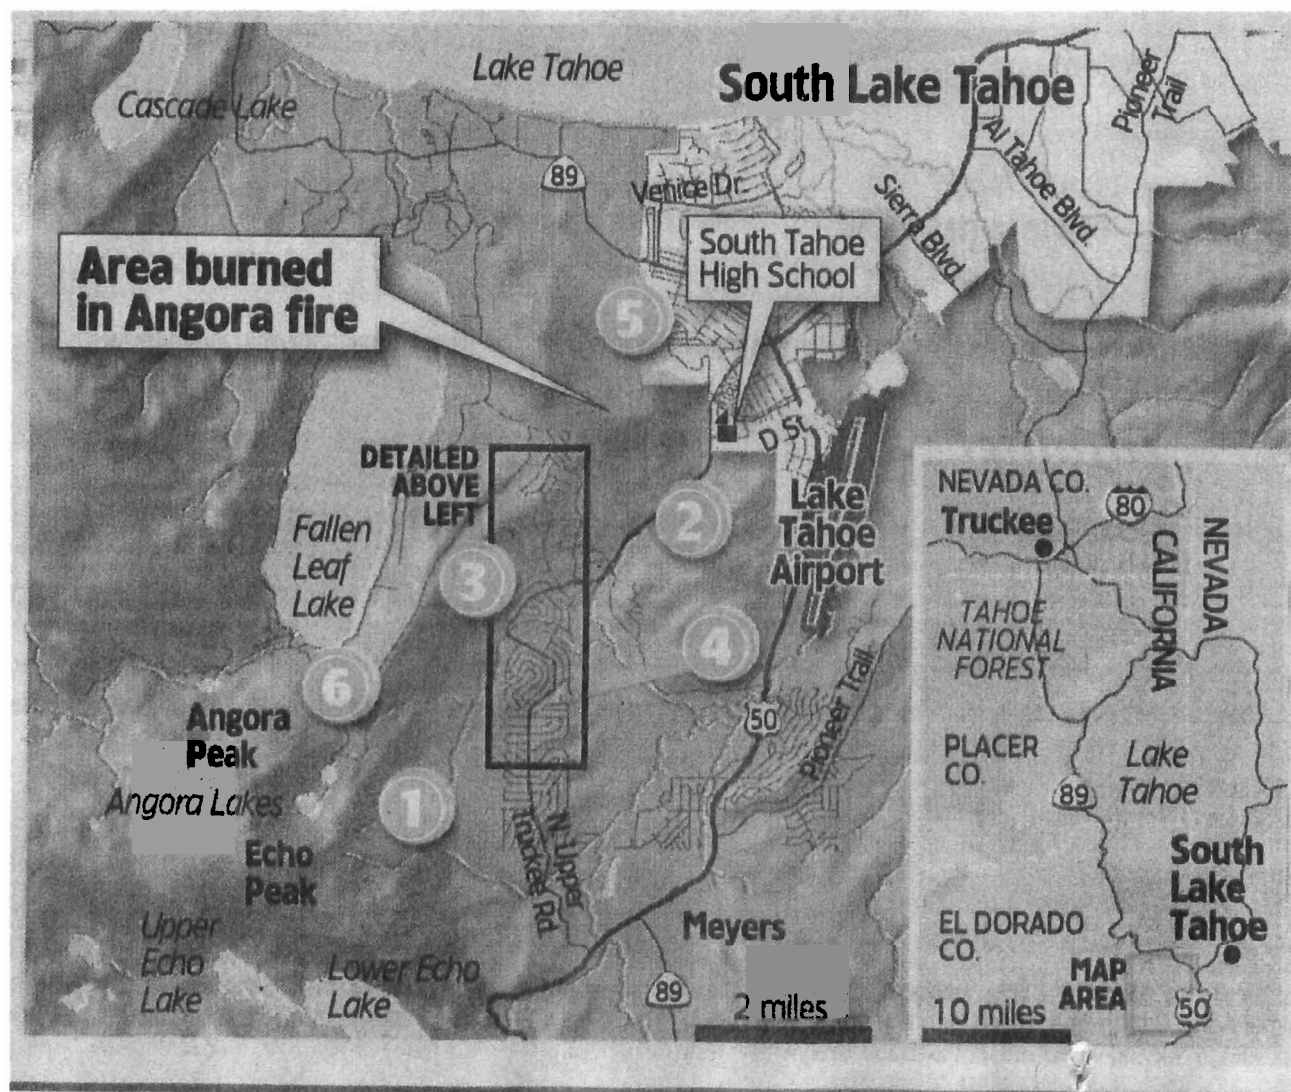 Lake Tahoe
South Lake Tahoe
Cascade Lake
Pioneer
Trail
Al Tahoe Blvd.
89
Venice Dr.
Sierra Blvd.
South Tahoe
High School
Area burned
in Angora fire
5
D St.
DETAILED
ABOVE
LEFT
Lake
Tahoe
Airport
2
Fallen
Leaf
Lake
3
4
6
Angora
Peak
50
Pioneer Trail
Angora Lakes
1
Echo
Peak
N. Upper
Truckee Rd
Upper
Echo
Lake
Lower Echo
Lake
Meyers
89
2 miles
NEVADA CO.
80
Truckee
NEVADA
CALIFORNIA
TAHOE
NATIONAL
FOREST
PLACER
CO.
Lake
Tahoe
89
South
Lake
Tahoe
EL DORADO
CO.
MAP
AREA
50
10 miles